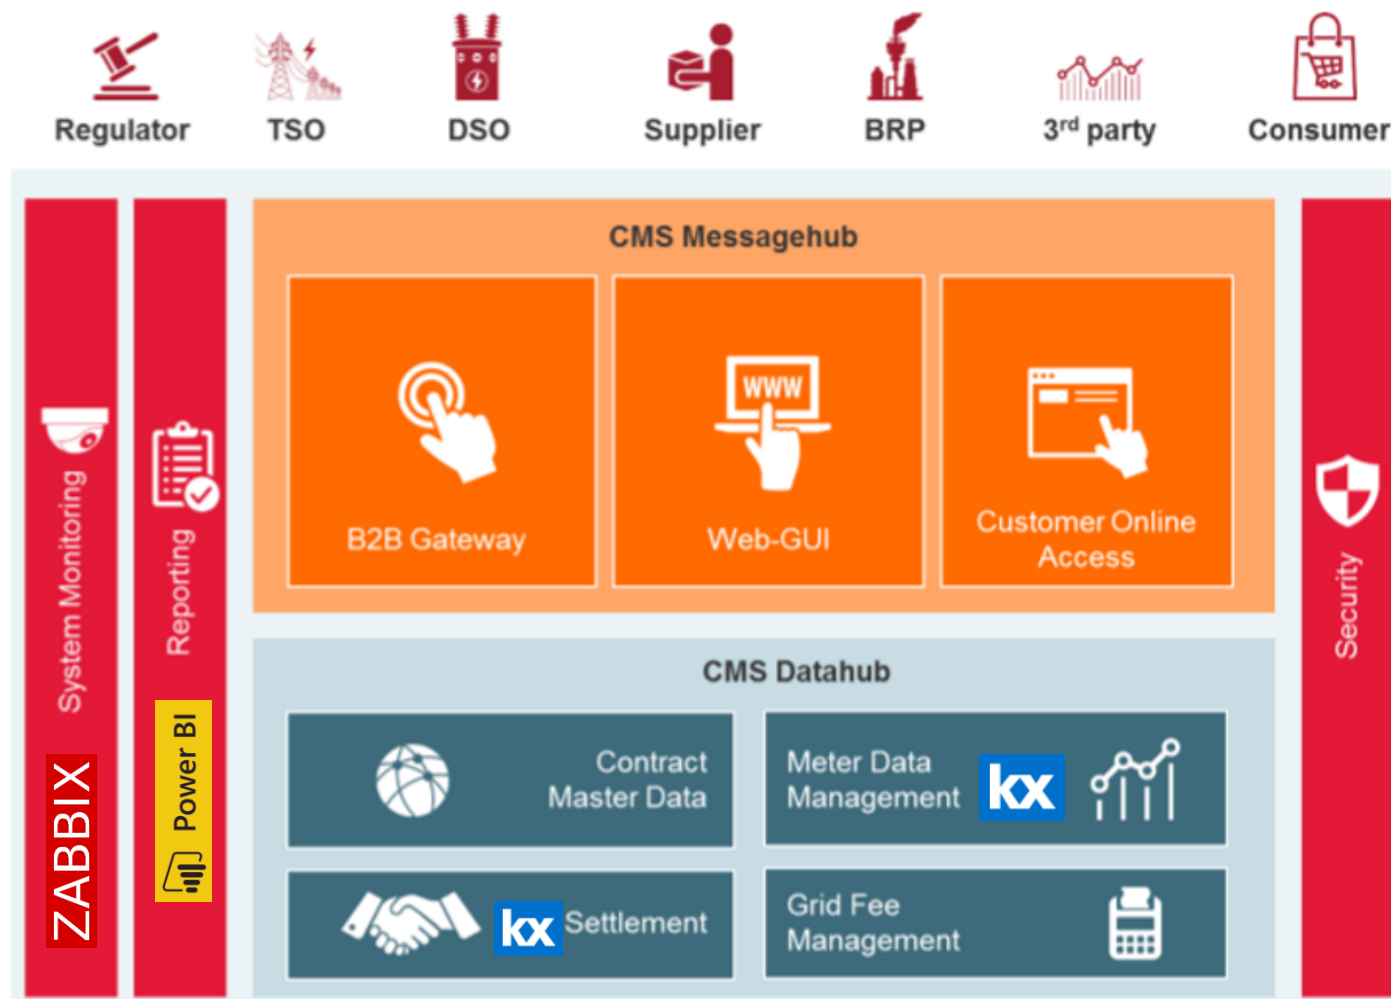 Regulator
TSO
DSO
Supplier
BRP
3rd party
Consumer
System Monitoring
ZABBIX
Reporting
Power BI
CMS Messagehub
B2B Gateway
WWW
Web-GUI
Customer Online
Access
CMS Datahub
Contract
Master Data
Meter Data
Management
kx
kx
Settlement
Grid Fee
Management
Security